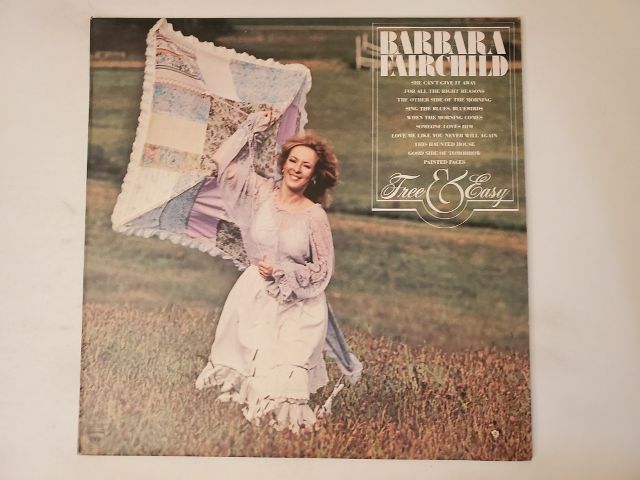 BARBARA
FAIRCHILD
SHE CAN'T GIVE IT AWAY
FOR ALL THE RIGHT REASONS
THE OTHER SIDE OF THE MORNING
SING THE BLUES, BLUEBIRDS
WHEN THE MORNING COMES
SOMEONE LOVES HIM
LOVE ME LIKE YOU NEVER WILL AGAIN
THIS HAUNTED HOUSE
GOOD SIDE OF TOMORROW
PAINTED FACES
Free & Easy